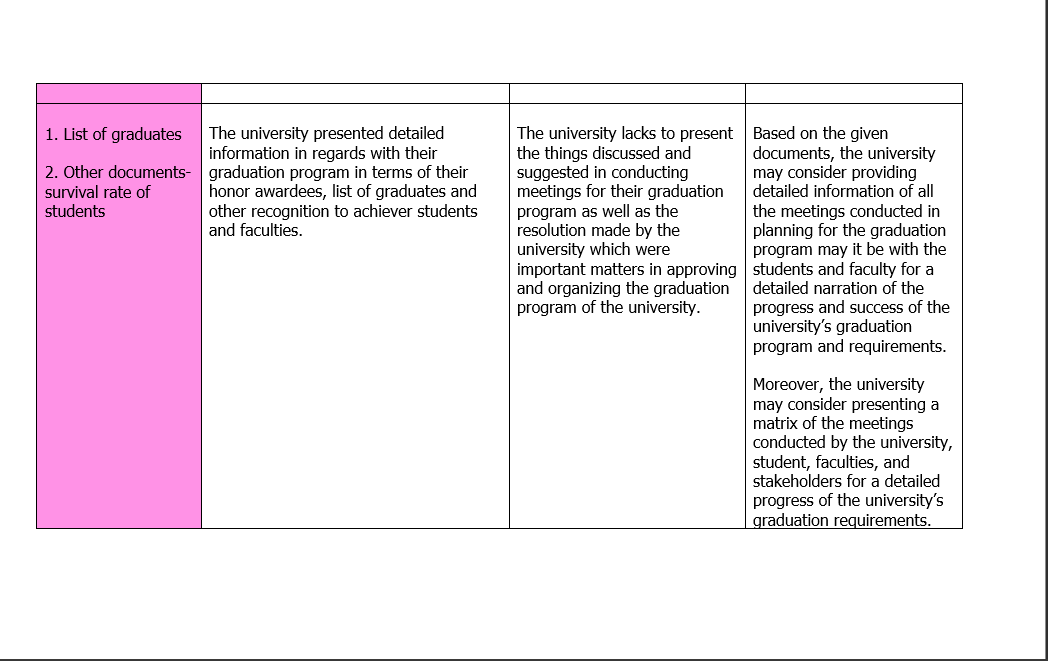 1. List of graduates
2. Other documents-
survival rate of
students
The university presented detailed
information in regards with their
graduation program in terms of their
honor awardees, list of graduates and
other recognition to achiever students
and faculties.
The university lacks to present
the things discussed and
suggested in conducting
meetings for their graduation
program as well as the
resolution made by the
university which were
important matters in approving
and organizing the graduation
program of the university.
Based on the given
documents, the university
may consider providing
detailed information of all
the meetings conducted in
planning for the graduation
program may it be with the
students and faculty for a
detailed narration of the
progress and success of the
university’s graduation
program and requirements.
Moreover, the university
may consider presenting a
matrix of the meetings
conducted by the university,
student, faculties, and
stakeholders for a detailed
progress of the university’s
graduation requirements.